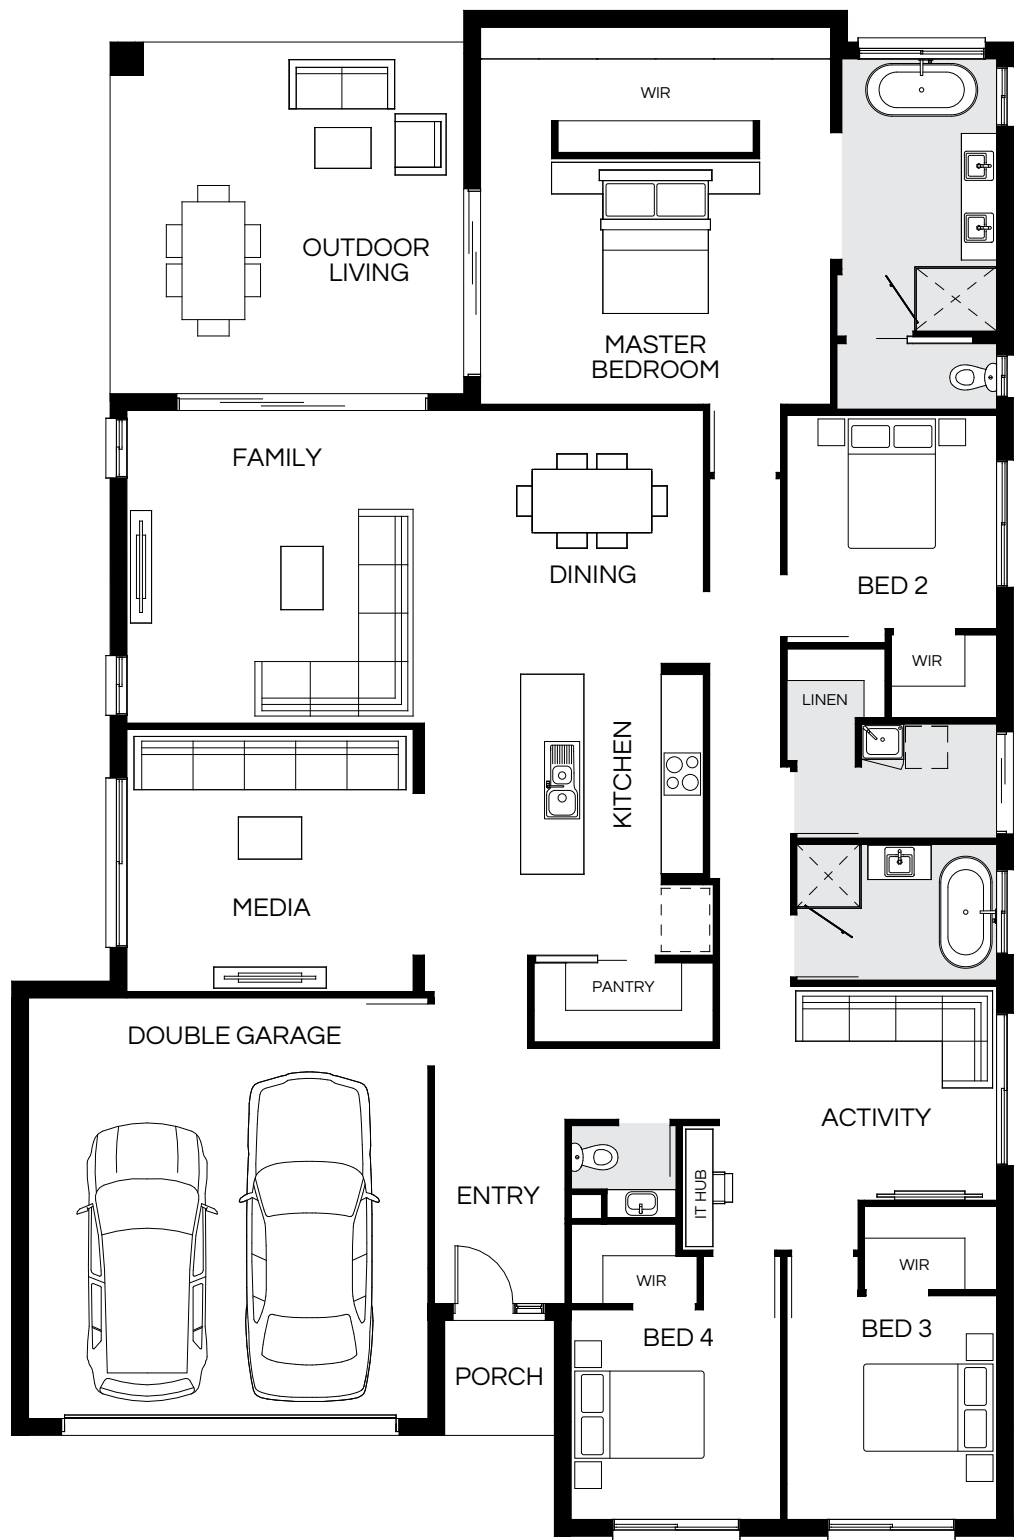 WIR
OUTDOOR
LIVING
MASTER
BEDROOM
FAMILY
DINING
BED 2
WIR
LINEN
KITCHEN
MEDIA
PANTRY
DOUBLE GARAGE
ACTIVITY
ENTRY
IT HUB
WIR
WIR
BED 4
BED 3
PORCH